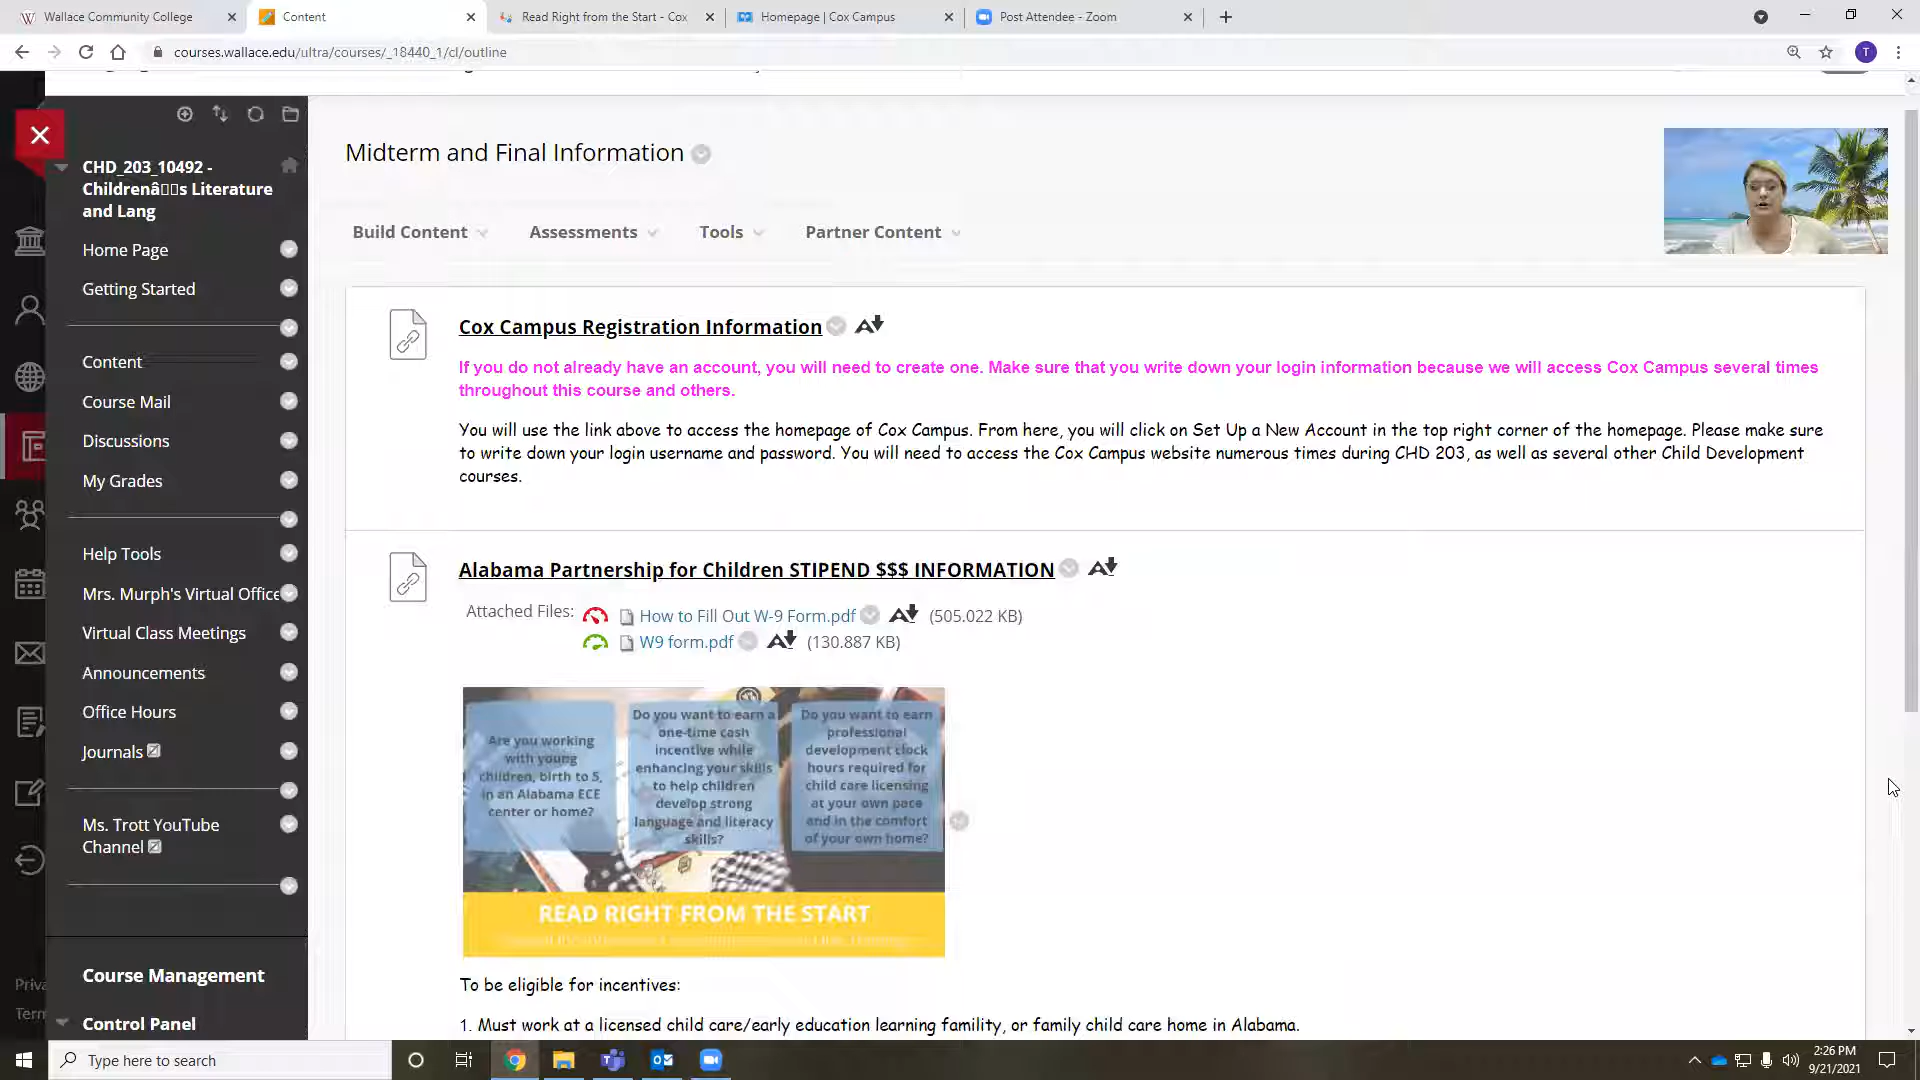 Wallace Community College
Content
Read Right from the Start - Cox
Homepage | Cox Campus
Post Attendee - Zoom
courses.wallace.edu/ultra/courses/_18440_1/cl/outline
T
CHD_203_10492 -
Childrenâ s Literature
and Lang
Home Page
Getting Started
Content
Course Mail
Discussions
My Grades
Help Tools
Mrs. Murph's Virtual Office
Virtual Class Meetings
Announcements
Office Hours
Journals
Ms. Trott YouTube
Channel
Course Management
Control Panel
Priva
Term
Midterm and Final Information
Build Content
Assessments
Tools
Partner Content
Cox Campus Registration Information
If you do not already have an account, you will need to create one. Make sure that you write down your login information because we will access Cox Campus several times
throughout this course and others.
You will use the link above to access the homepage of Cox Campus. From here, you will click on Set Up a New Account in the top right corner of the homepage. Please make sure
to write down your login username and password. You will need to access the Cox Campus website numerous times during CHD 203, as well as several other Child Development
courses.
Alabama Partnership for Children STIPEND $$$ INFORMATION
Attached Files:
How to Fill Out W-9 Form.pdf (505.022 KB)
W9 form.pdf (130.887 KB)
Are you working
with young
children, birth to 5,
in an Alabama ECE
center or home?
Do you want to earn a
one-time cash
incentive while
enhancing your skills
to help children
develop strong
language and literacy
skills?
Do you want to earn
professional
development clock
hours required for
child care licensing
at your own pace
and in the comfort
of your own home?
READ RIGHT FROM THE START
To be eligible for incentives:
1. Must work at a licensed child care/early education learning famility, or family child care home in Alabama.
Type here to search
2:26 PM
9/21/2021